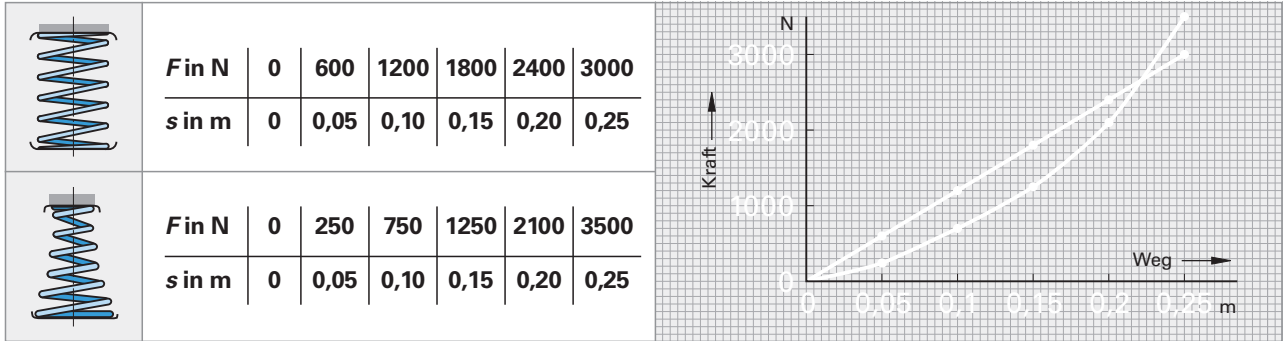 F in N 0 600 1200 1800 2400 3000
s in m 0 0,05 0,10 0,15 0,20 0,25
F in N 0 250 750 1250 2100 3500
s in m 0 0,05 0,10 0,15 0,20 0,25
N
3000
2000
1000
0
Kraft
Weg
0 0,05 0,1 0,15 0,2 0,25 m